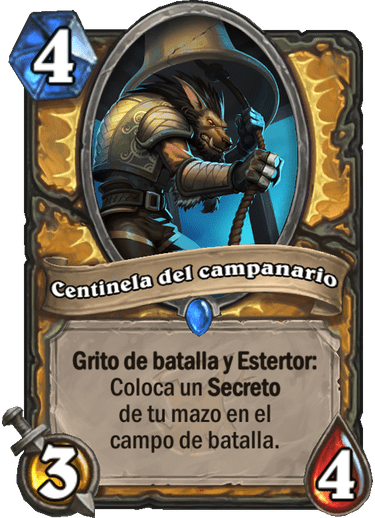 4
Centinela del campanario
Grito de batalla y Estertor:
Coloca un Secreto
de tu mazo en el
campo de batalla.
3
4